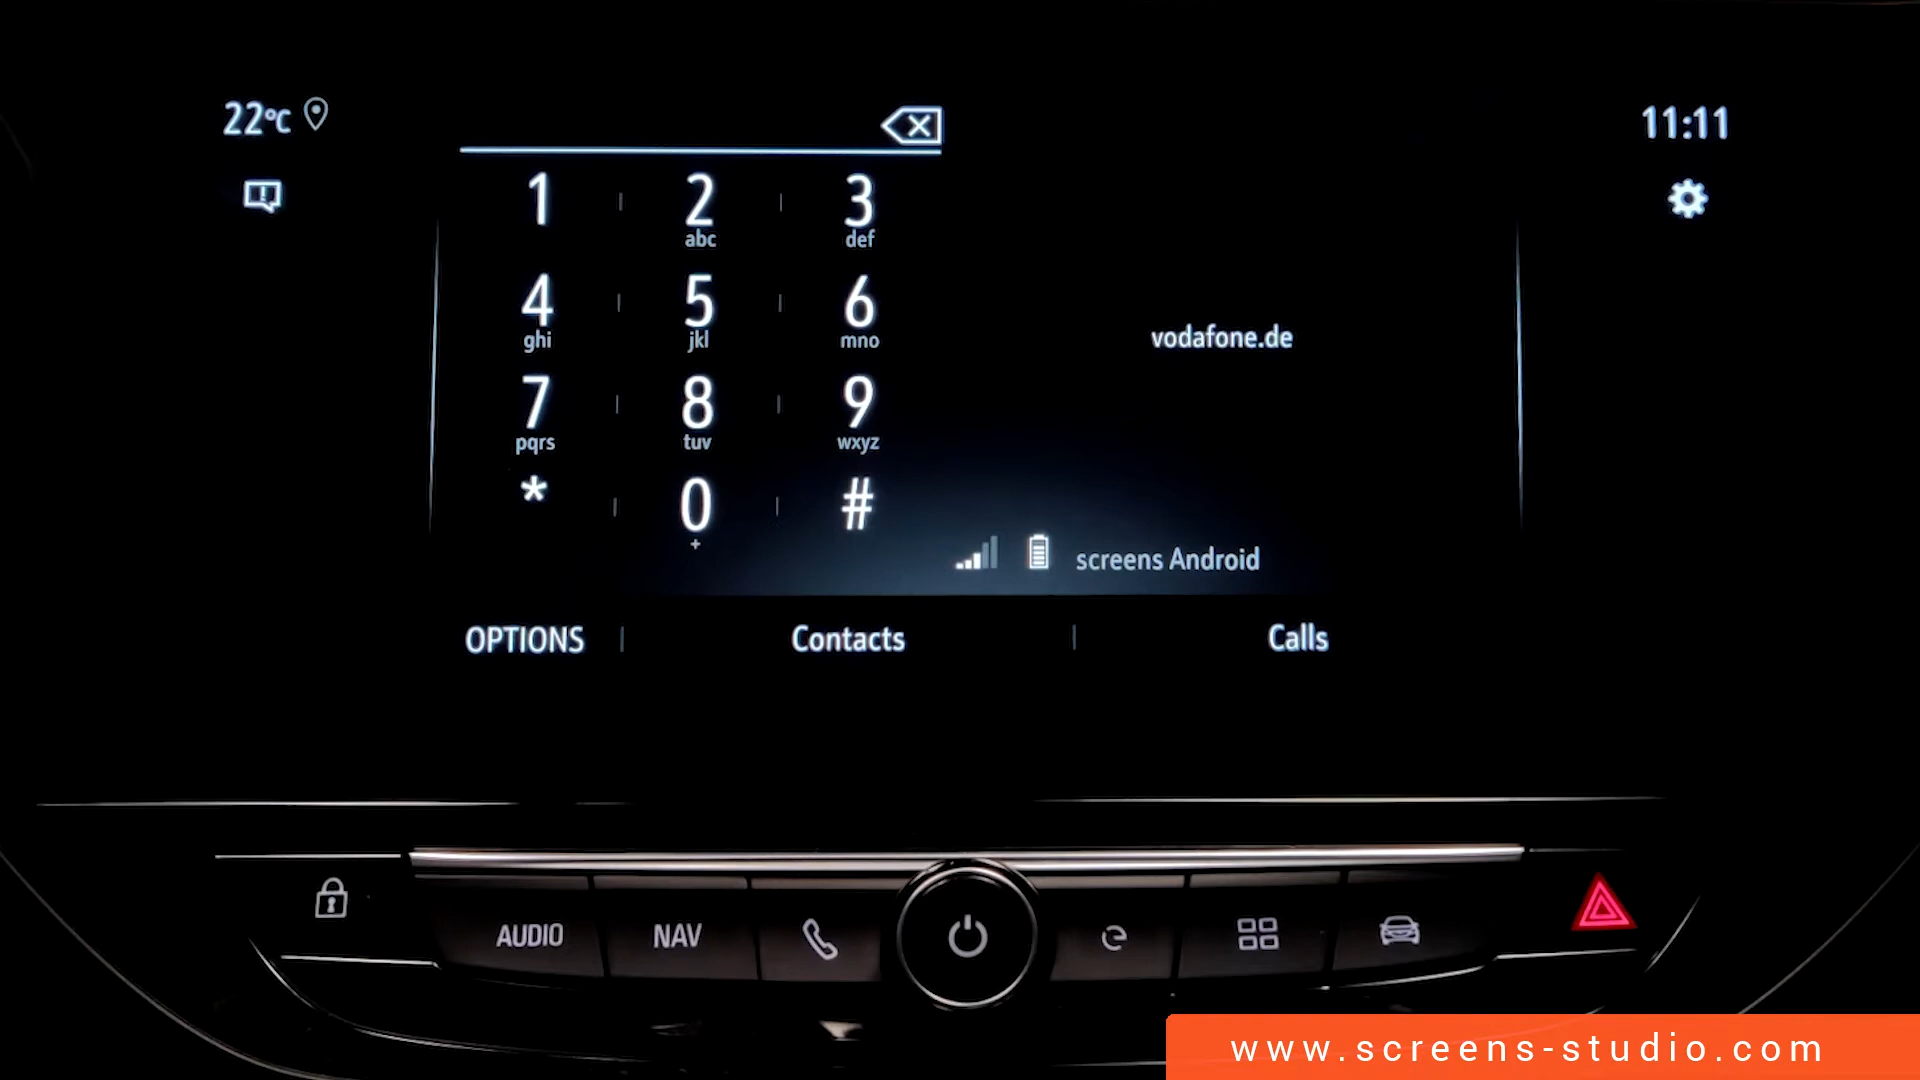 22°C
11:11
1 2 3
abc def
4 5 6
ghi jkl mno
7 8 9
pqrs tuv wxyz
* 0 #
+
vodafone.de
screens Android
OPTIONS Contacts Calls
AUDIO NAV
www.screens-studio.com